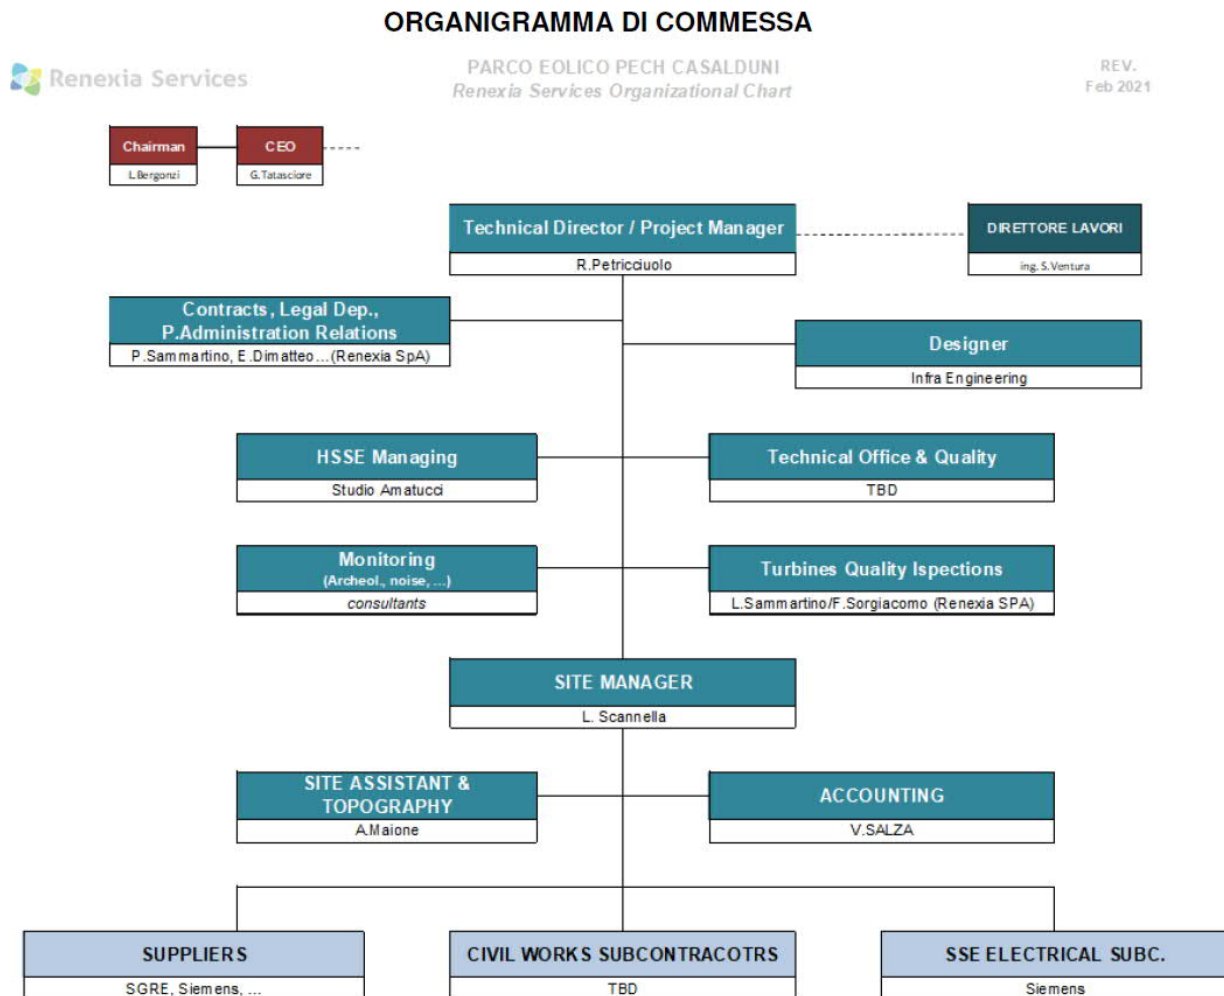 ORGANIGRAMMA DI COMMESSA
Renexia Services
PARCO EOLICO PECH CASALDUNI
Renexia Services Organizational Chart
REV.
Feb 2021
Chairman
L.Bergonzi
CEO
G.Tatasciore
Technical Director / Project Manager
R.Petricciuolo
DIRETTORE LAVORI
ing. S.Ventura
Contracts, Legal Dep.,
P.Administration Relations
P.Sammartino, E.Dimatteo...(Renexia SpA)
Designer
Infra Engineering
HSSE Managing
Studio Amatucci
Technical Office & Quality
TBD
Monitoring
(Archeol., noise, ...)
consultants
Turbines Quality Ispections
L.Sammartino/F.Sorgiacomo (Renexia SPA)
SITE MANAGER
L. Scannella
SITE ASSISTANT &
TOPOGRAPHY
A.Maione
ACCOUNTING
V.SALZA
SUPPLIERS
SGRE, Siemens, ...
CIVIL WORKS SUBCONTRACOTRS
TBD
SSE ELECTRICAL SUBC.
Siemens